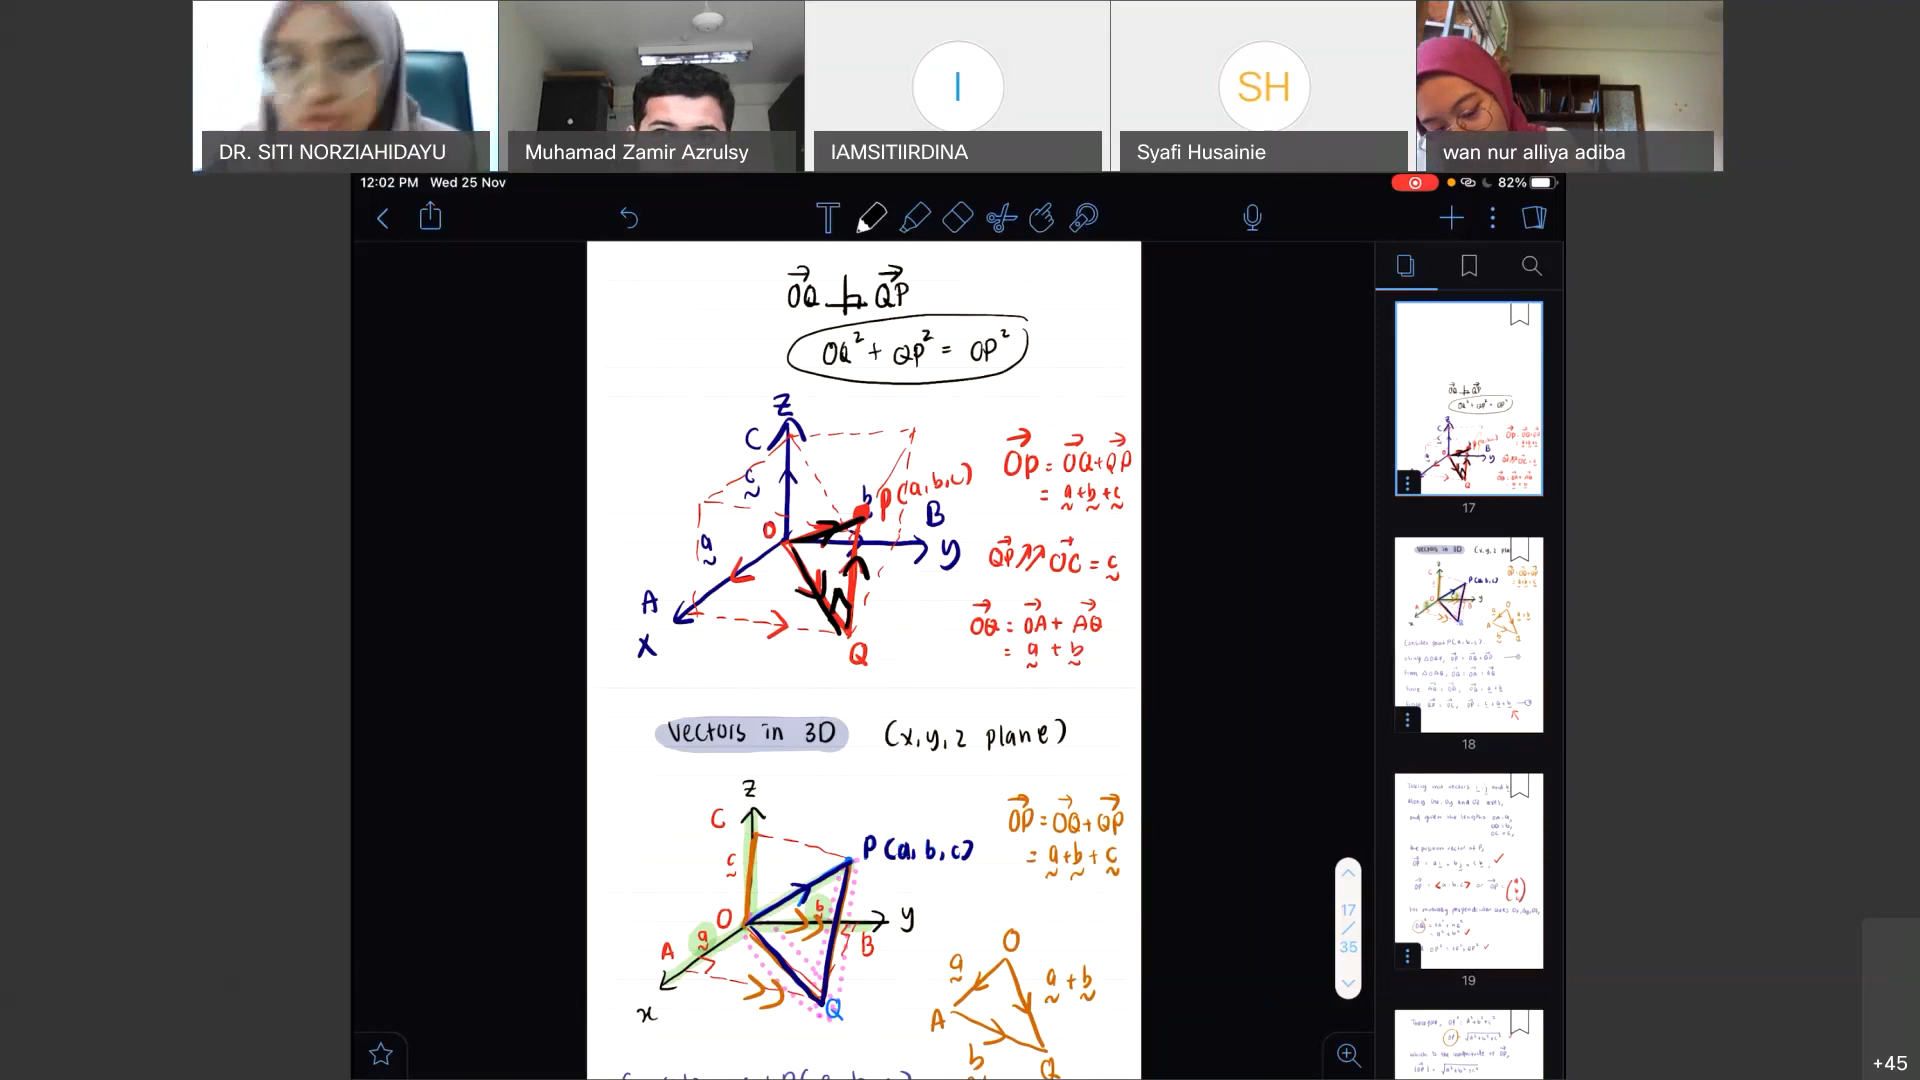 I
SH
DR. SITI NORZIAHIDAYU
Muhamad Zamir Azrulsy
IAMSITIIRDINA
Syafi Husainie
wan nur alliya adiba
12:02 PM Wed 25 Nov
82%
OQ ⊥ QP
OQ² + QP² = OP²
Z
C
c
b
P(a,b,c)
B
O
y
a
A
X
Q
OP = OQ + QP
= a + b + c
QP // OC = c
OQ = OA + AQ
= a + b
Vectors in 3D (x,y,z plane)
Z
C
c
P(a,b,c)
O
b
y
B
a
A
x
Q
OP = OQ + QP
= a + b + c
O
a
a + b
A
b
Q
17
/
35
17
18
19
+45